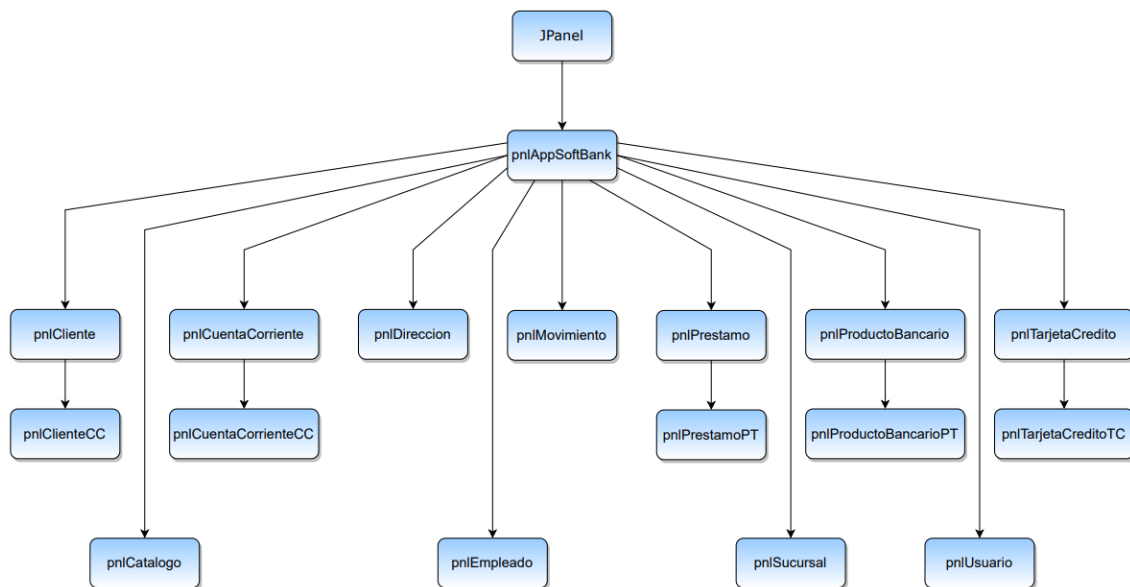 JPanel
pnlAppSoftBank
pnlCliente
pnlCuentaCorriente
pnlDireccion
pnlMovimiento
pnlPrestamo
pnlProductoBancario
pnlTarjetaCredito
pnlClienteCC
pnlCuentaCorrienteCC
pnlPrestamoPT
pnlProductoBancarioPT
pnlTarjetaCreditoTC
pnlCatalogo
pnlEmpleado
pnlSucursal
pnlUsuario